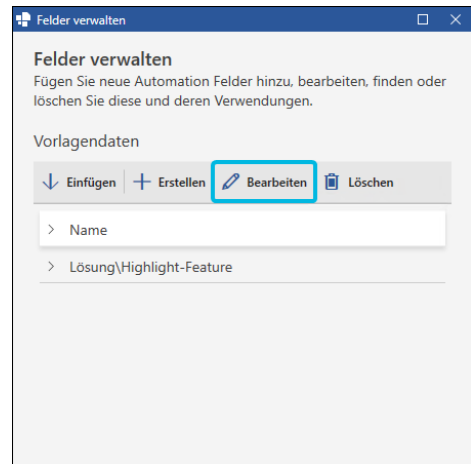 Felder verwalten
Felder verwalten
Fügen Sie neue Automation Felder hinzu, bearbeiten, finden oder
löschen Sie diese und deren Verwendungen.
Vorlagendaten
Einfügen Erstellen Bearbeiten Löschen
Name
Lösung\Highlight-Feature